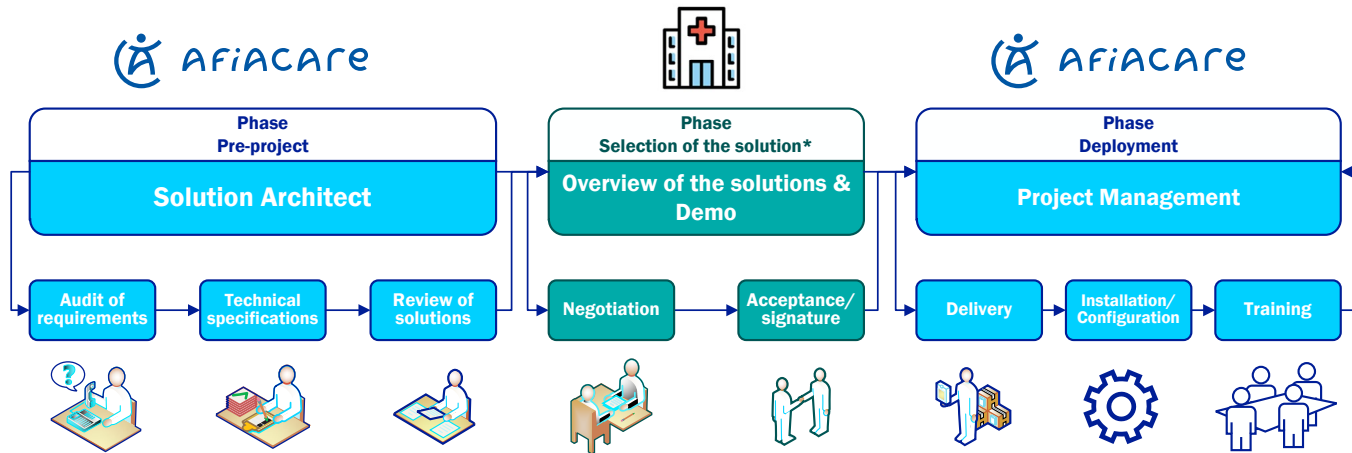 AFiACARe
AFiACARe
Phase
Pre-project
Solution Architect
Phase
Selection of the solution*
Overview of the solutions &
Demo
Phase
Deployment
Project Management
Audit of
requirements
Technical
specifications
Review of
solutions
Negotiation
Acceptance/
signature
Delivery
Installation/
Configuration
Training
?